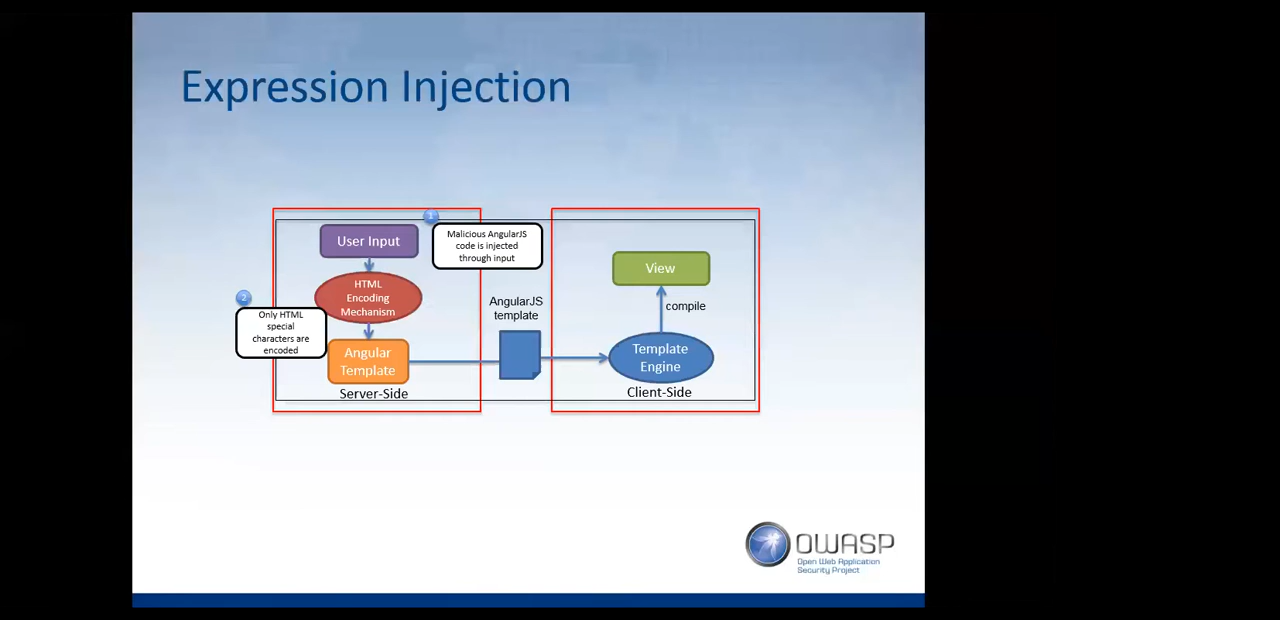 Expression Injection
1
User Input
Malicious AngularJS
code is injected
through input
HTML
Encoding
Mechanism
2
Only HTML
special
characters are
encoded
Angular
Template
Server-Side
AngularJS
template
View
compile
Template
Engine
Client-Side
OWASP
Open Web Application
Security Project